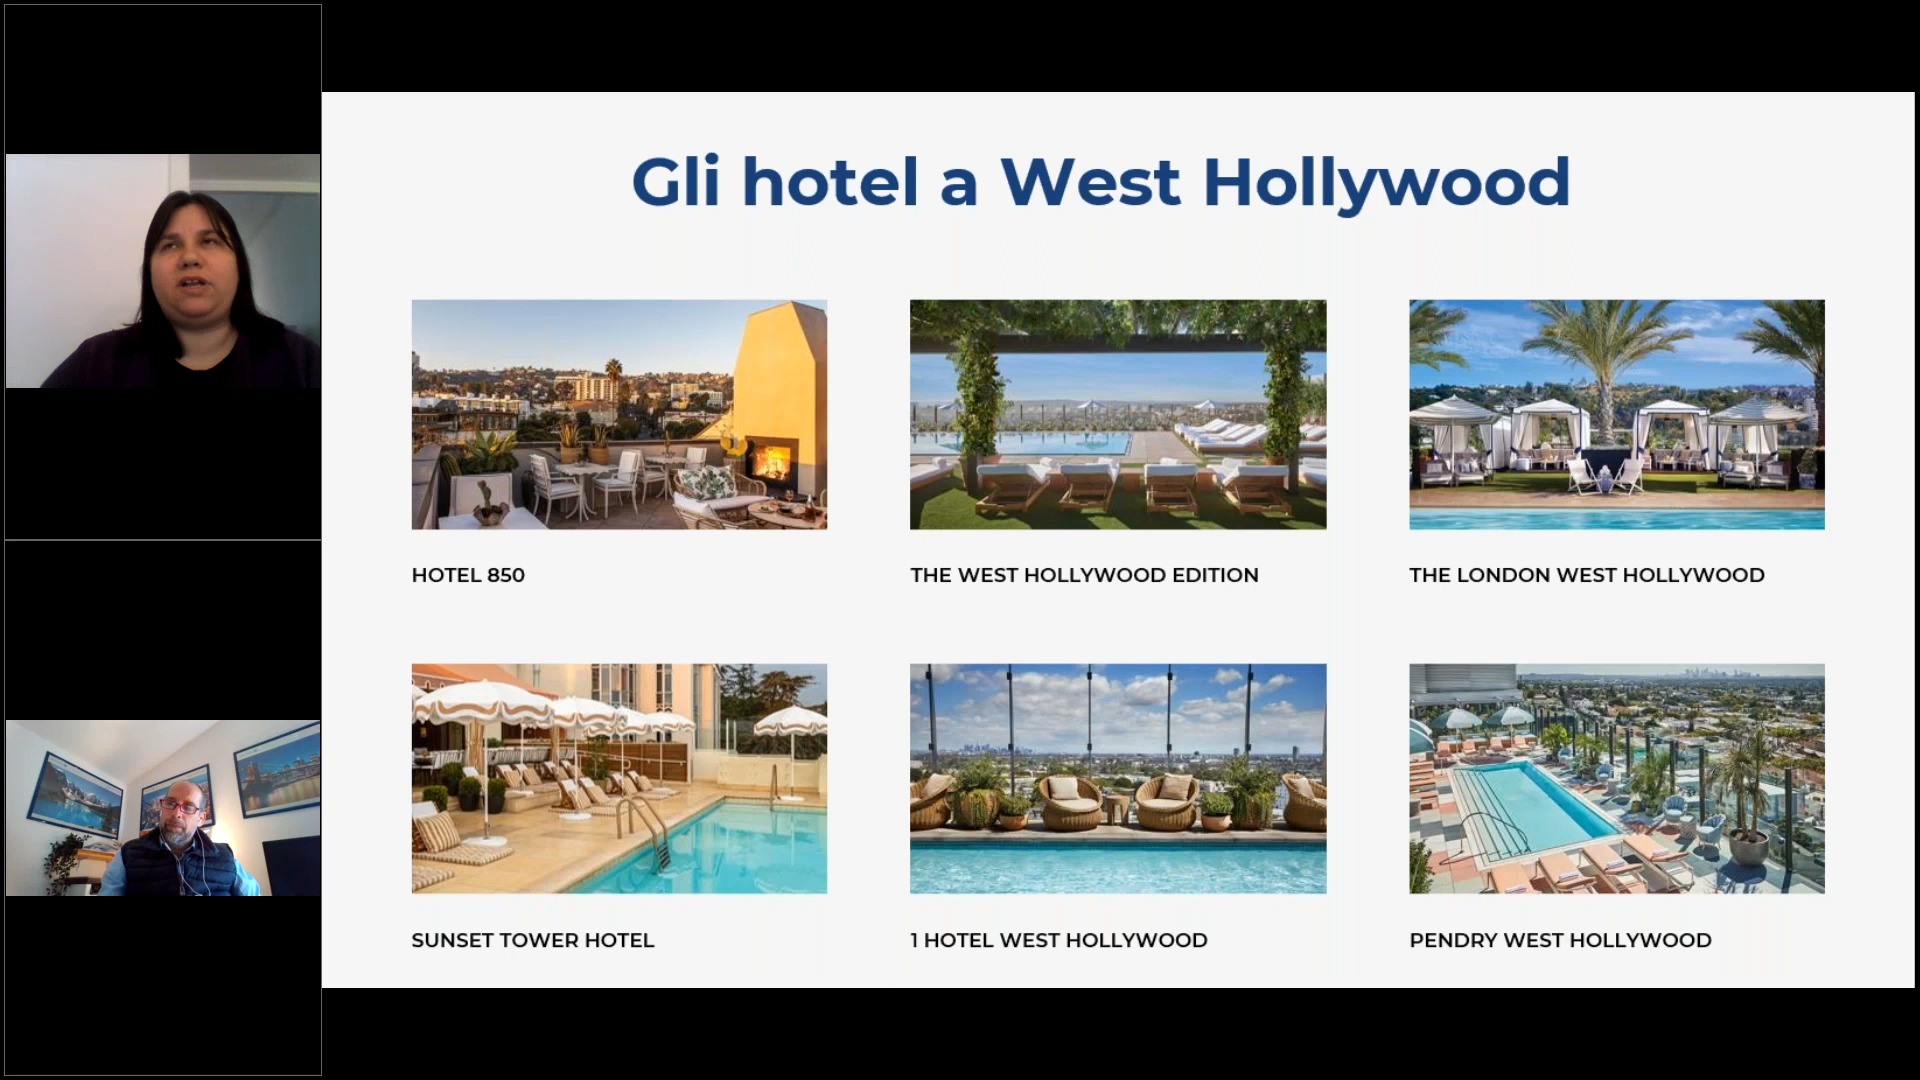 Gli hotel a West Hollywood
HOTEL 850
THE WEST HOLLYWOOD EDITION
THE LONDON WEST HOLLYWOOD
SUNSET TOWER HOTEL
1 HOTEL WEST HOLLYWOOD
PENDRY WEST HOLLYWOOD